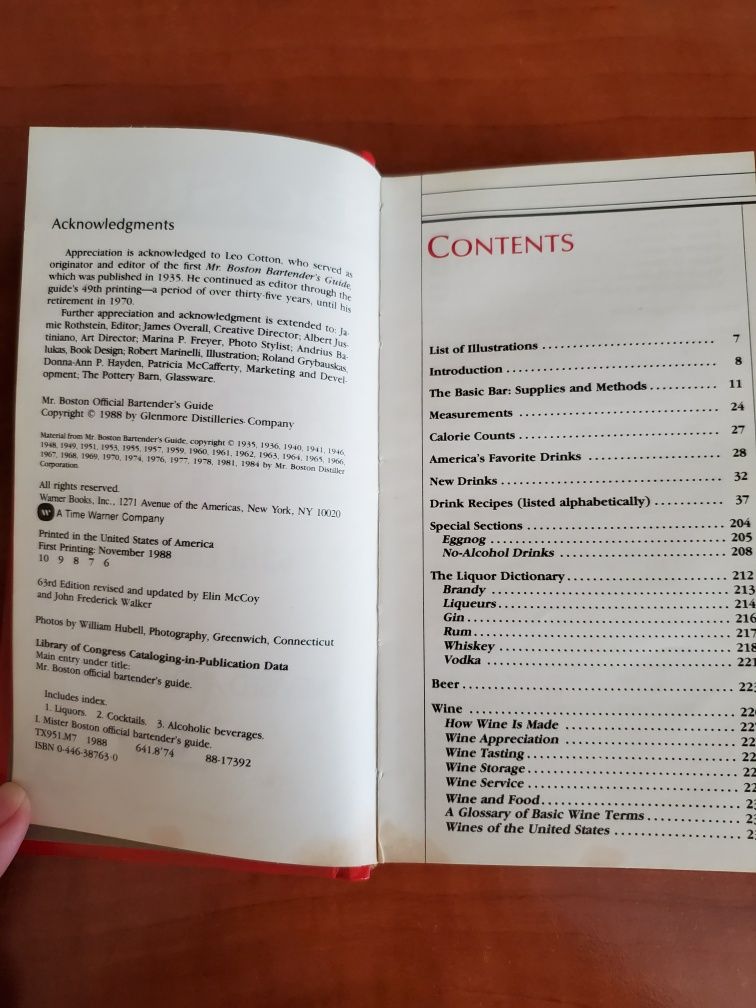 Acknowledgments
Appreciation is acknowledged to Leo Cotton, who served as
originator and editor of the first Mr. Boston Bartender's Guide,
which was published in 1935. He continued as editor through the
guide's 49th printing—a period of over thirty-five years, until his
retirement in 1970.
Further appreciation and acknowledgment is extended to: Ja-
mie Rothstein, Editor; James Overall, Creative Director; Albert Jus-
tiniano, Art Director; Marina P. Freyer, Photo Stylist; Andrius Ba-
lukas, Book Design; Robert Marinelli, Illustration; Roland Grybauskas,
Donna-Ann P. Hayden, Patricia McCafferty, Marketing and Devel-
opment; The Pottery Barn, Glassware.
Mr. Boston Official Bartender's Guide
Copyright © 1988 by Glenmore Distilleries Company
Material from Mr. Boston Bartender's Guide, copyright © 1935, 1936, 1940, 1941, 1946,
1948, 1949, 1951, 1953, 1955, 1957, 1959, 1960, 1961, 1962, 1963, 1964, 1965, 1966,
1967, 1968, 1969, 1970, 1974, 1976, 1977, 1978, 1981, 1984 by Mr. Boston Distiller
Corporation.
All rights reserved.
Warner Books, Inc., 1271 Avenue of the Americas, New York, NY 10020
W A Time Warner Company
Printed in the United States of America
First Printing: November 1988
10 9 8 7 6
63rd Edition revised and updated by Elin McCoy
and John Frederick Walker
Photos by William Hubell, Photography, Greenwich, Connecticut
Library of Congress Cataloging-in-Publication Data
Main entry under title:
Mr. Boston official bartender's guide.
Includes index.
1. Liquors. 2. Cocktails. 3. Alcoholic beverages.
I. Mister Boston official bartender's guide.
TX951.M7 1988 641.8'74 88-17392
ISBN 0-446-38763-0
CONTENTS
List of Illustrations 7
Introduction 8
The Basic Bar: Supplies and Methods 11
Measurements 24
Calorie Counts 27
America's Favorite Drinks 28
New Drinks 32
Drink Recipes (listed alphabetically) 37
Special Sections 204
Eggnog 205
No-Alcohol Drinks 208
The Liquor Dictionary 212
Brandy 213
Liqueurs 214
Gin 216
Rum 217
Whiskey 218
Vodka 221
Beer 22
Wine 22
How Wine Is Made 22
Wine Appreciation 22
Wine Tasting 22
Wine Storage 22
Wine Service 22
Wine and Food 2
A Glossary of Basic Wine Terms 2
Wines of the United States 2